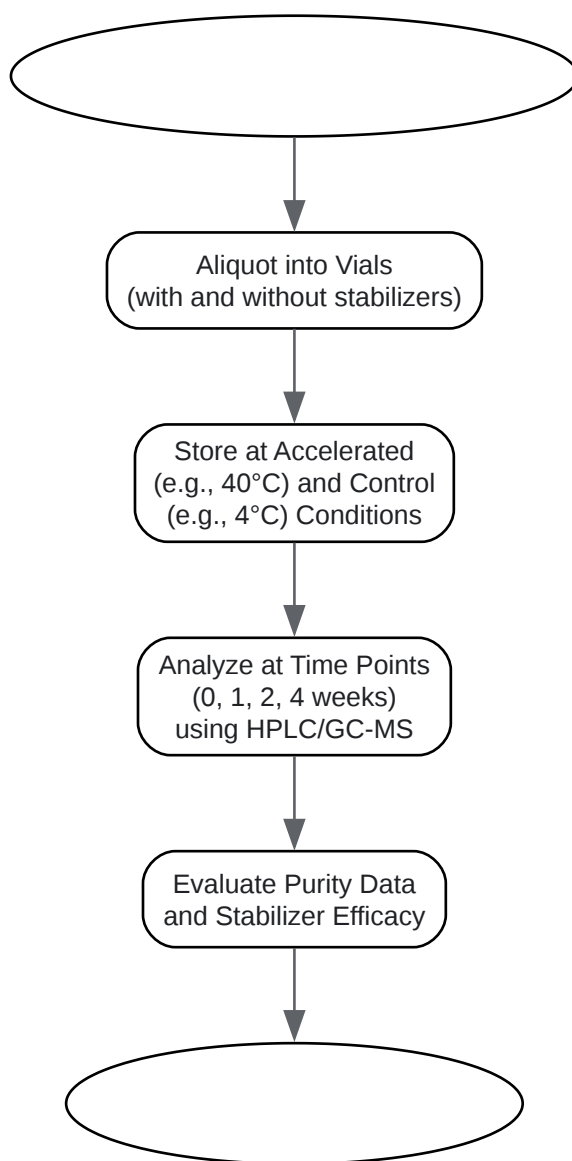 Aliquot into Vials
(with and without stabilizers)
Store at Accelerated
(e.g., 40°C) and Control
(e.g., 4°C) Conditions
Analyze at Time Points
(0, 1, 2, 4 weeks)
using HPLC/GC-MS
Evaluate Purity Data
and Stabilizer Efficacy